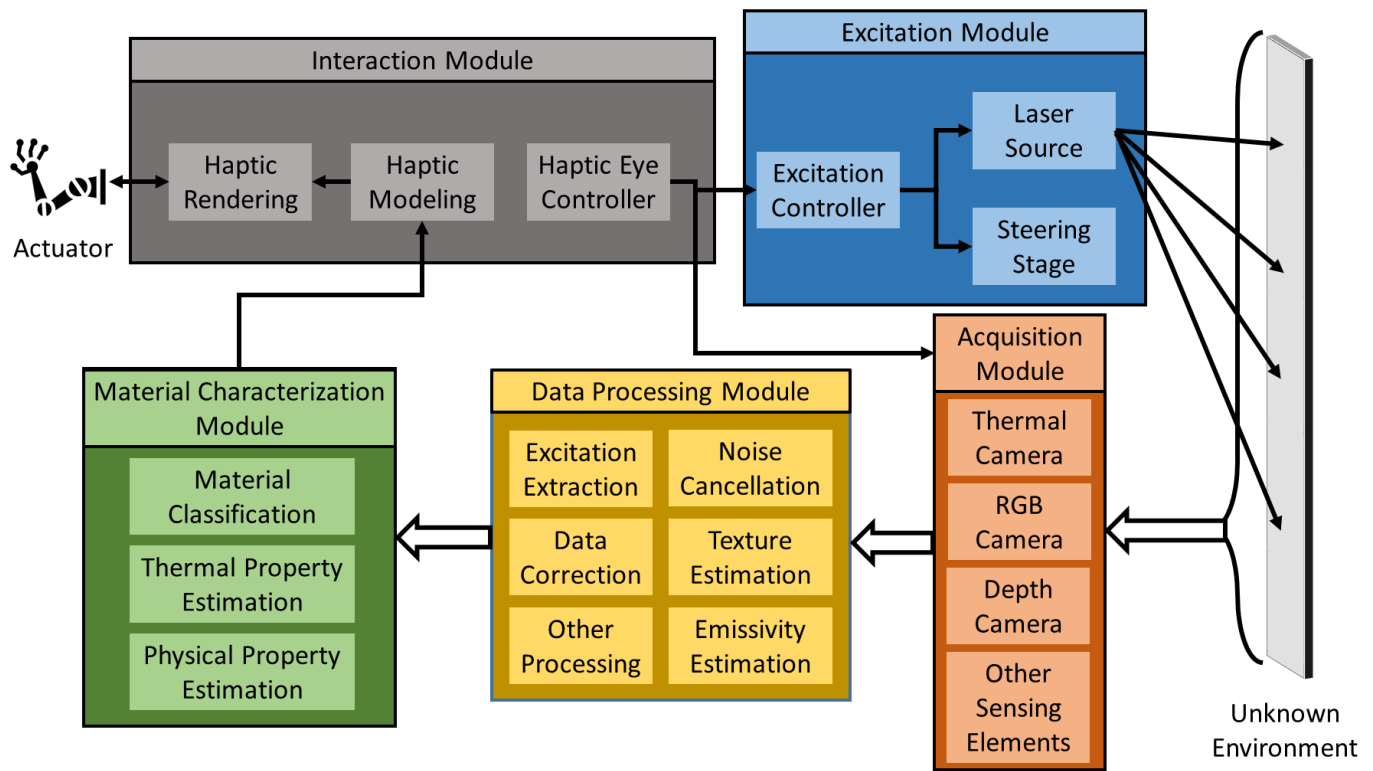 Interaction Module
Haptic
Rendering
Haptic
Modeling
Haptic Eye
Controller
Actuator
Excitation Module
Excitation
Controller
Laser
Source
Steering
Stage
Acquisition
Module
Thermal
Camera
RGB
Camera
Depth
Camera
Other
Sensing
Elements
Data Processing Module
Excitation
Extraction
Noise
Cancellation
Data
Correction
Texture
Estimation
Other
Processing
Emissivity
Estimation
Material Characterization
Module
Material
Classification
Thermal Property
Estimation
Physical Property
Estimation
Unknown
Environment